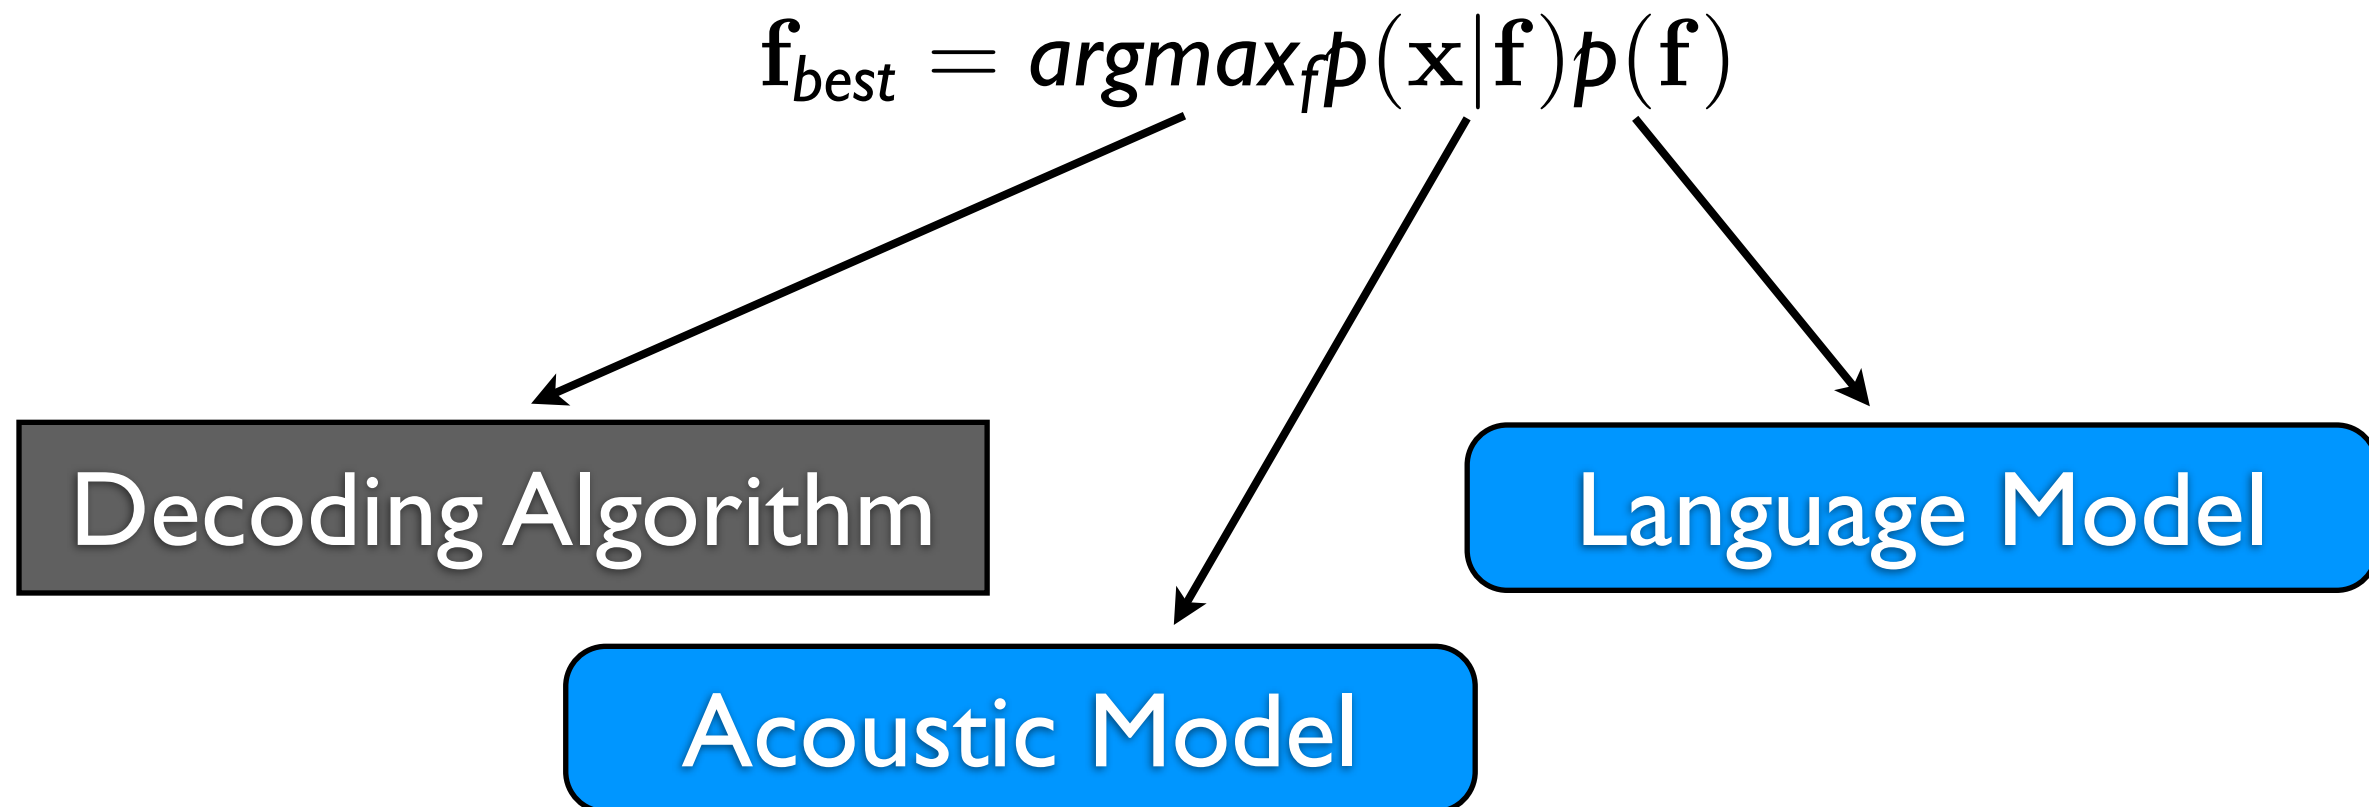 f_best = argmax_f p(x|f)p(f)
Decoding Algorithm
Language Model
Acoustic Model